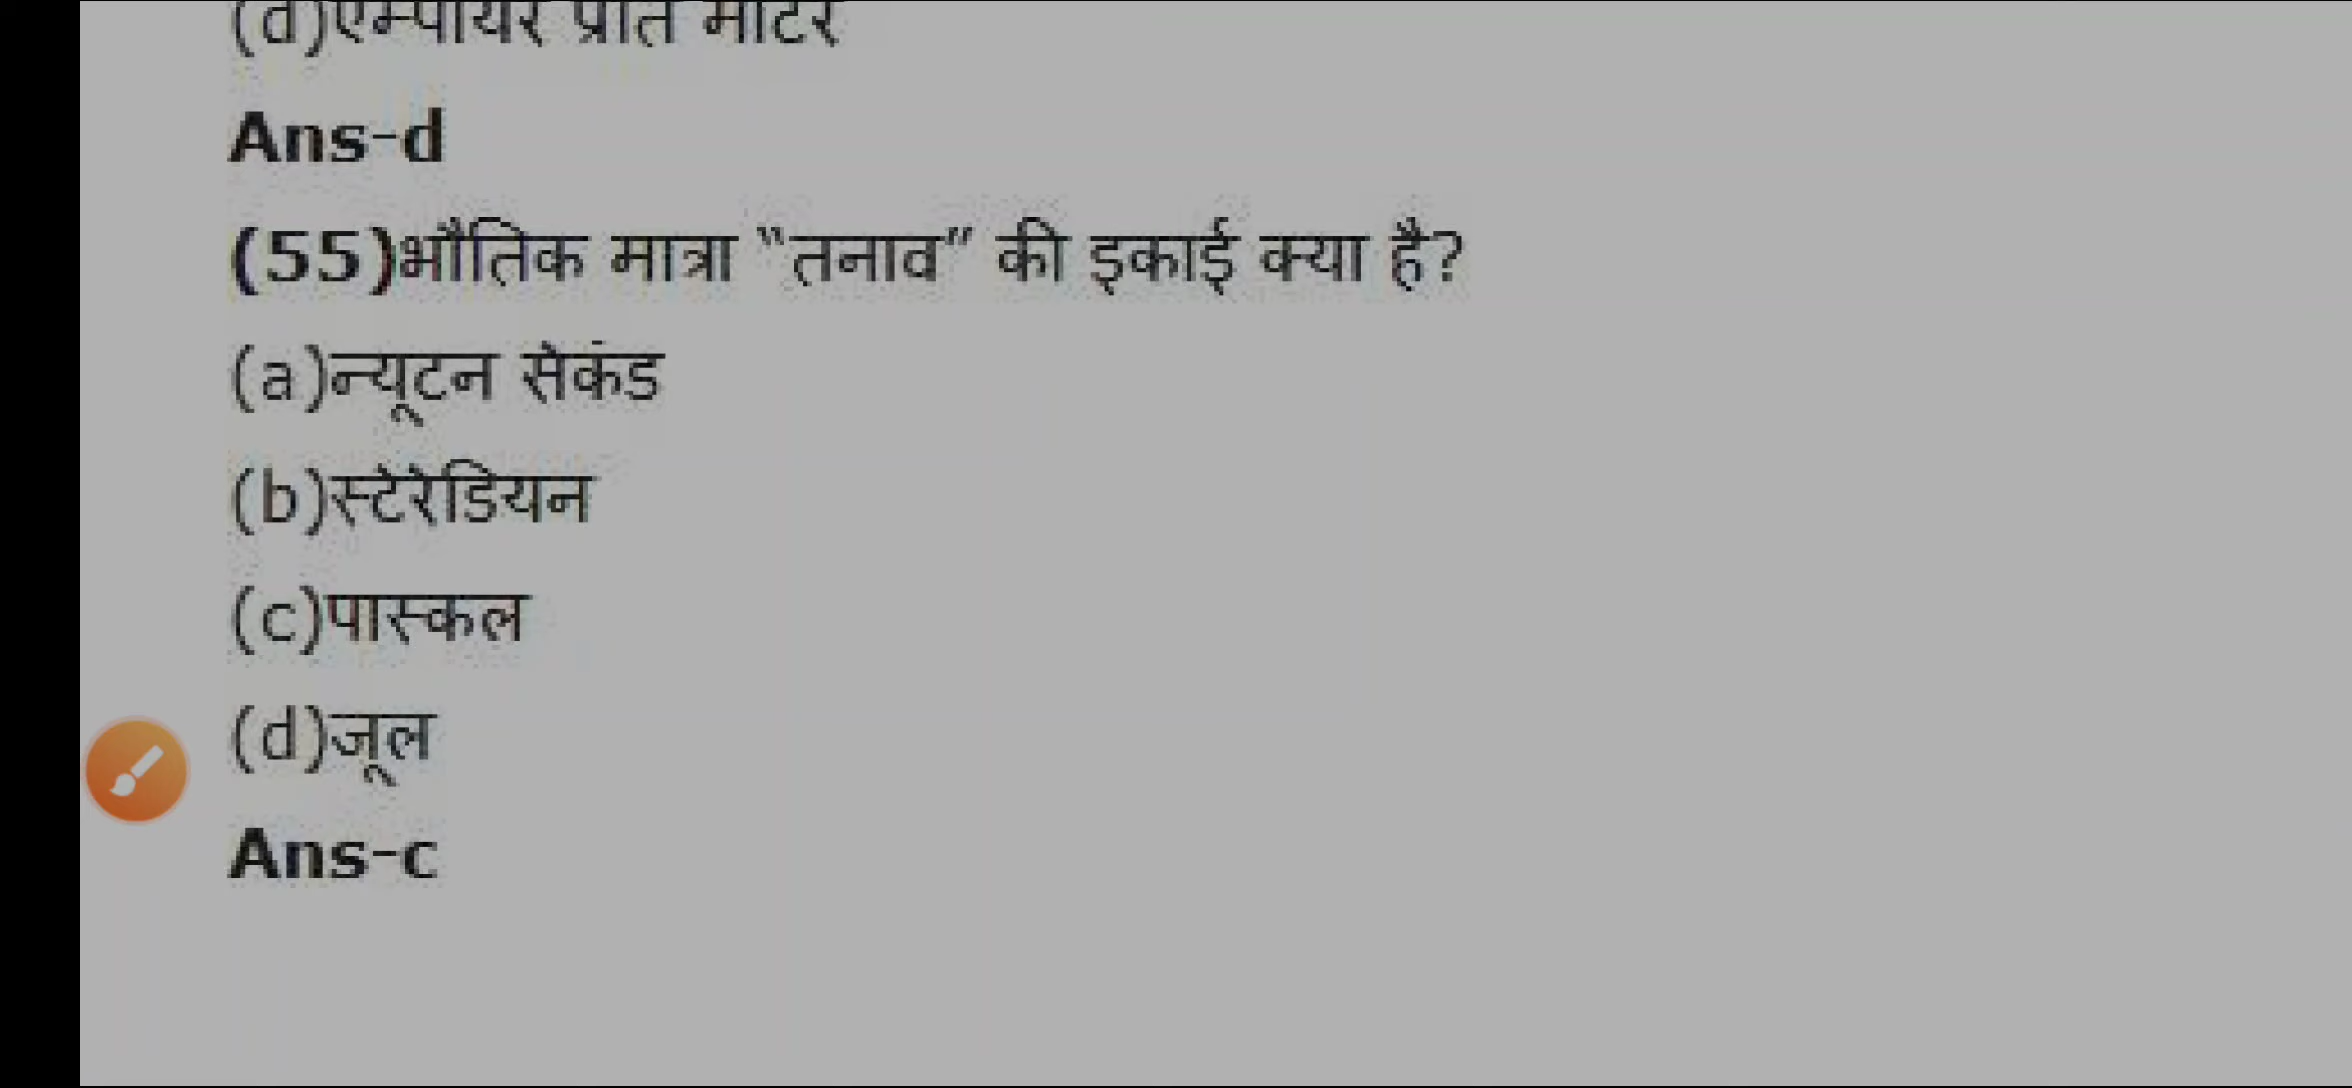 (d)एम्पीयर प्रति मीटर
Ans-d
(55)भौतिक मात्रा “तनाव” की इकाई क्या है?
(a)न्यूटन सेकंड
(b)स्टेरेडियन
(c)पास्कल
(d)जूल
Ans-c